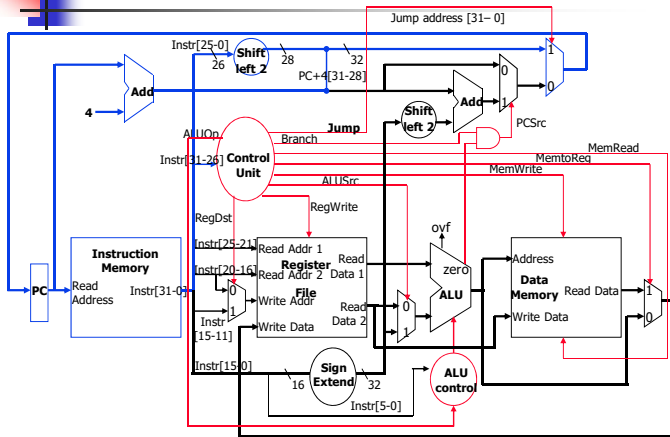 Jump address [31– 0]
Instr[25-0]
Shift
left 2
1
26
28
32
0
PC+4[31-28]
0
Add
Add
4
Shift
left 2
1
Jump
PCSrc
ALUOp
Branch
MemRead
Instr[31-26]
Control
Unit
MemtoReg
MemWrite
ALUSrc
RegWrite
RegDst
ovf
Instruction
Memory
Instr[25-21]
Read Addr 1
Register
File
Read
Data 1
zero
Address
Data
Memory
Instr[20-16]
Read Addr 2
PC
Read
Address
Instr[31-0]
0
Write Addr
Read
Data 2
0
ALU
Read Data
1
1
Instr
[15-11]
Write Data
1
Write Data
0
Instr[15-0]
Sign
Extend
16
32
ALU
control
Instr[5-0]